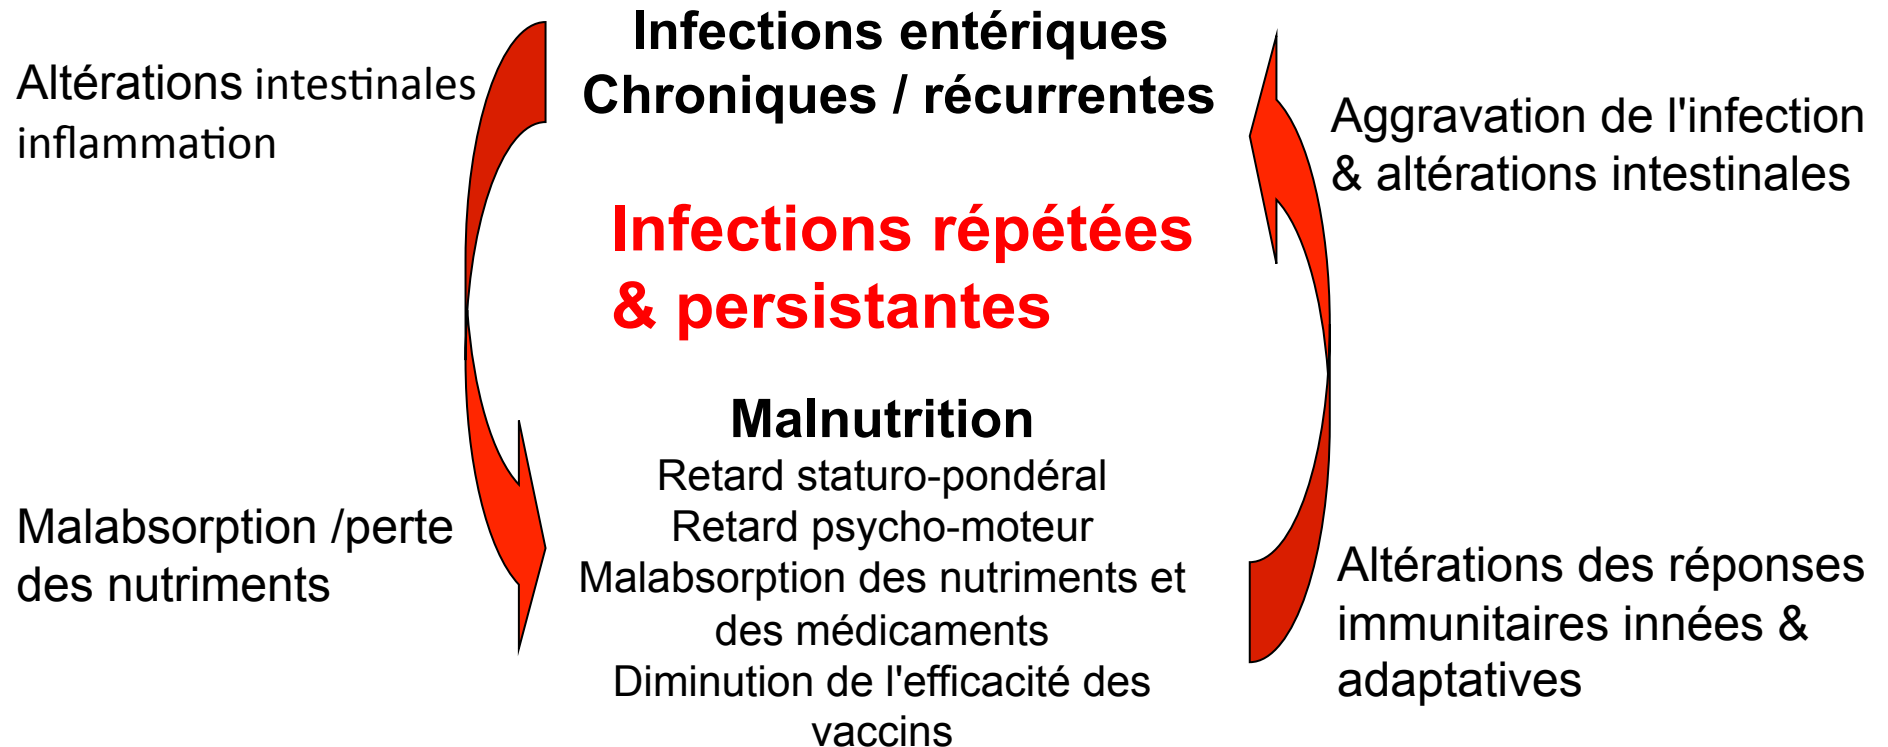 Infections entériques
Chroniques / récurrentes
Altérations intestinales
inflammation
Aggravation de l'infection
& altérations intestinales
Infections répétées
& persistantes
Malnutrition
Retard staturo-pondéral
Retard psycho-moteur
Malabsorption des nutriments et
des médicaments
Diminution de l'efficacité des
vaccins
Malabsorption /perte
des nutriments
Altérations des réponses
immunitaires innées &
adaptatives